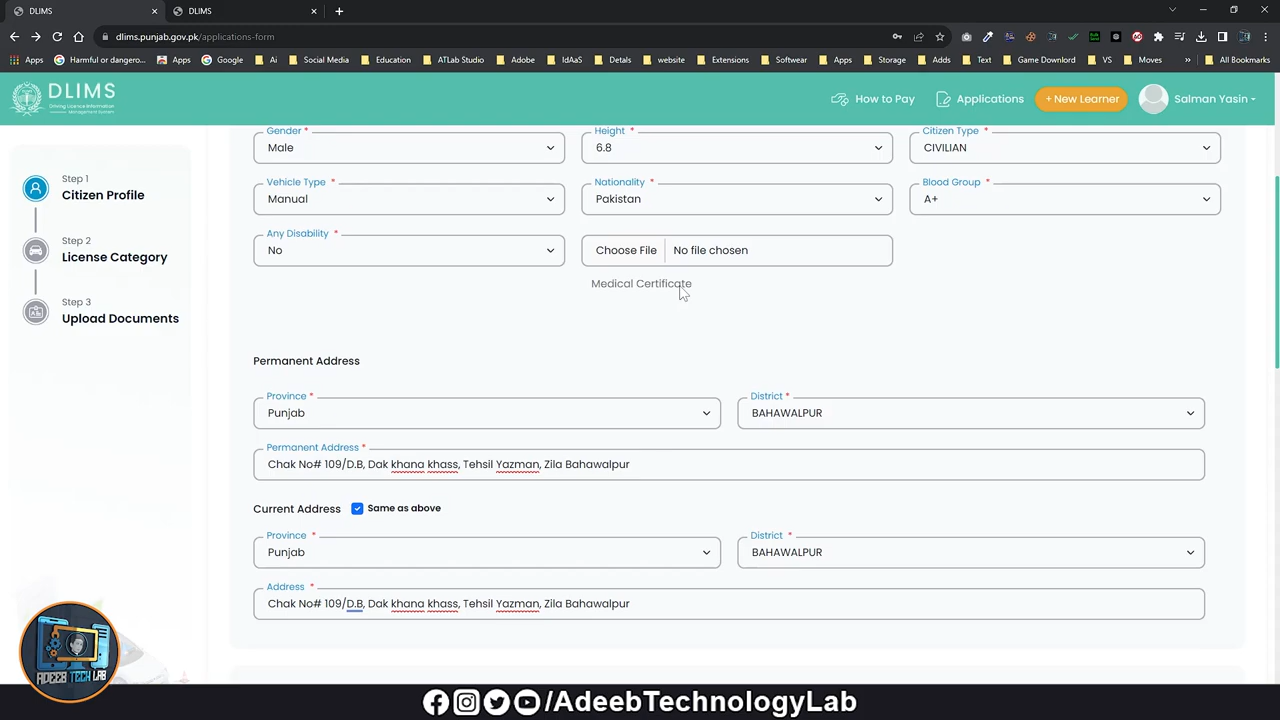 DLIMS
DLIMS
dlims.punjab.gov.pk/applications-form
Apps
Harmful or dangero...
Apps
Google
Ai
Social Media
Education
ATLab Studio
Adobe
IdAaS
Detals
website
Extensions
Softwear
Apps
Storage
Adds
Text
Game Downlord
VS
Moves
»
All Bookmarks
DLIMS
Driving Licence Information
Management System
How to Pay
Applications
+ New Learner
Salman Yasin
Step 1
Citizen Profile
Step 2
License Category
Step 3
Upload Documents
Gender *
Male
Height *
6.8
Citizen Type *
CIVILIAN
Vehicle Type *
Manual
Nationality *
Pakistan
Blood Group *
A+
Any Disability *
No
Choose File
No file chosen
Medical Certificate
Permanent Address
Province *
Punjab
District *
BAHAWALPUR
Permanent Address *
Chak No# 109/D.B, Dak khana khass, Tehsil Yazman, Zila Bahawalpur
Current Address
Same as above
Province *
Punjab
District *
BAHAWALPUR
Address *
Chak No# 109/D.B, Dak khana khass, Tehsil Yazman, Zila Bahawalpur
ADEEB TECH LAB
/AdeebTechnologyLab